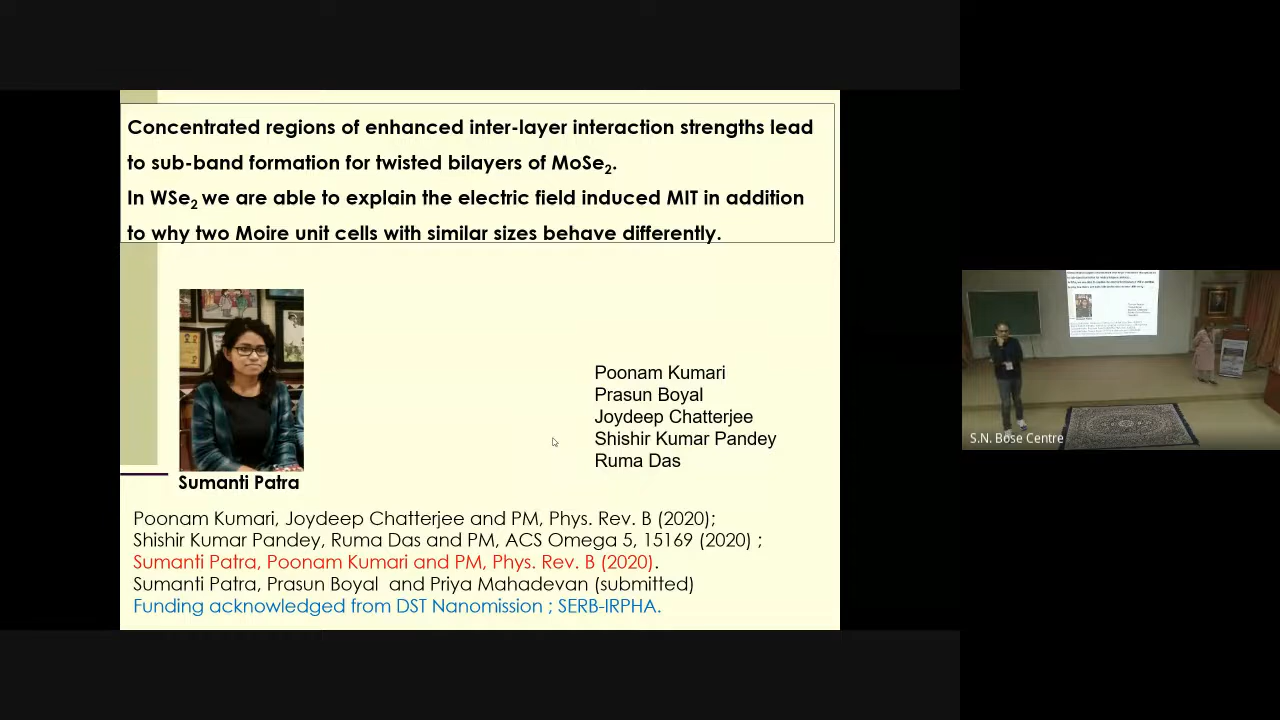 Concentrated regions of enhanced inter-layer interaction strengths lead
to sub-band formation for twisted bilayers of MoSe₂.
In WSe₂ we are able to explain the electric field induced MIT in addition
to why two Moire unit cells with similar sizes behave differently.
Poonam Kumari
Prasun Boyal
Joydeep Chatterjee
Shishir Kumar Pandey
Ruma Das
Sumanti Patra
Poonam Kumari, Joydeep Chatterjee and PM, Phys. Rev. B (2020);
Shishir Kumar Pandey, Ruma Das and PM, ACS Omega 5, 15169 (2020) ;
Sumanti Patra, Poonam Kumari and PM, Phys. Rev. B (2020).
Sumanti Patra, Prasun Boyal and Priya Mahadevan (submitted)
Funding acknowledged from DST Nanomission ; SERB-IRPHA.
S.N. Bose Centre